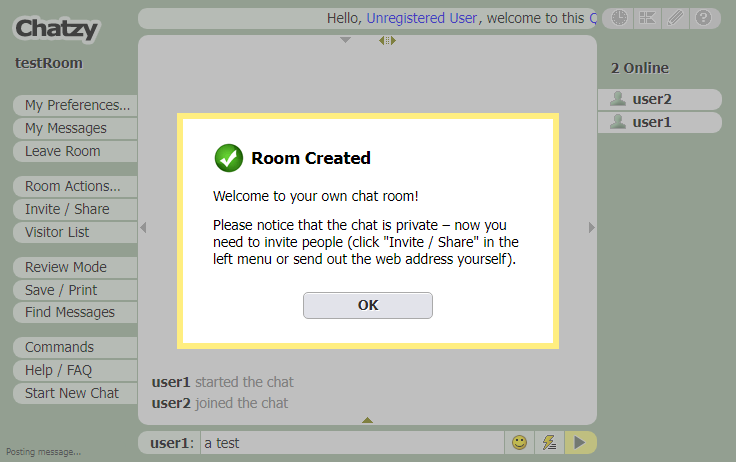 Chatzy
Hello, Unregistered User, welcome to this Q
testRoom
My Preferences...
My Messages
Leave Room
Room Actions...
Invite / Share
Visitor List
Review Mode
Save / Print
Find Messages
Commands
Help / FAQ
Start New Chat
Posting message...
Room Created
Welcome to your own chat room!
Please notice that the chat is private – now you
need to invite people (click "Invite / Share" in the
left menu or send out the web address yourself).
OK
user1 started the chat
user2 joined the chat
user1: a test
2 Online
user2
user1